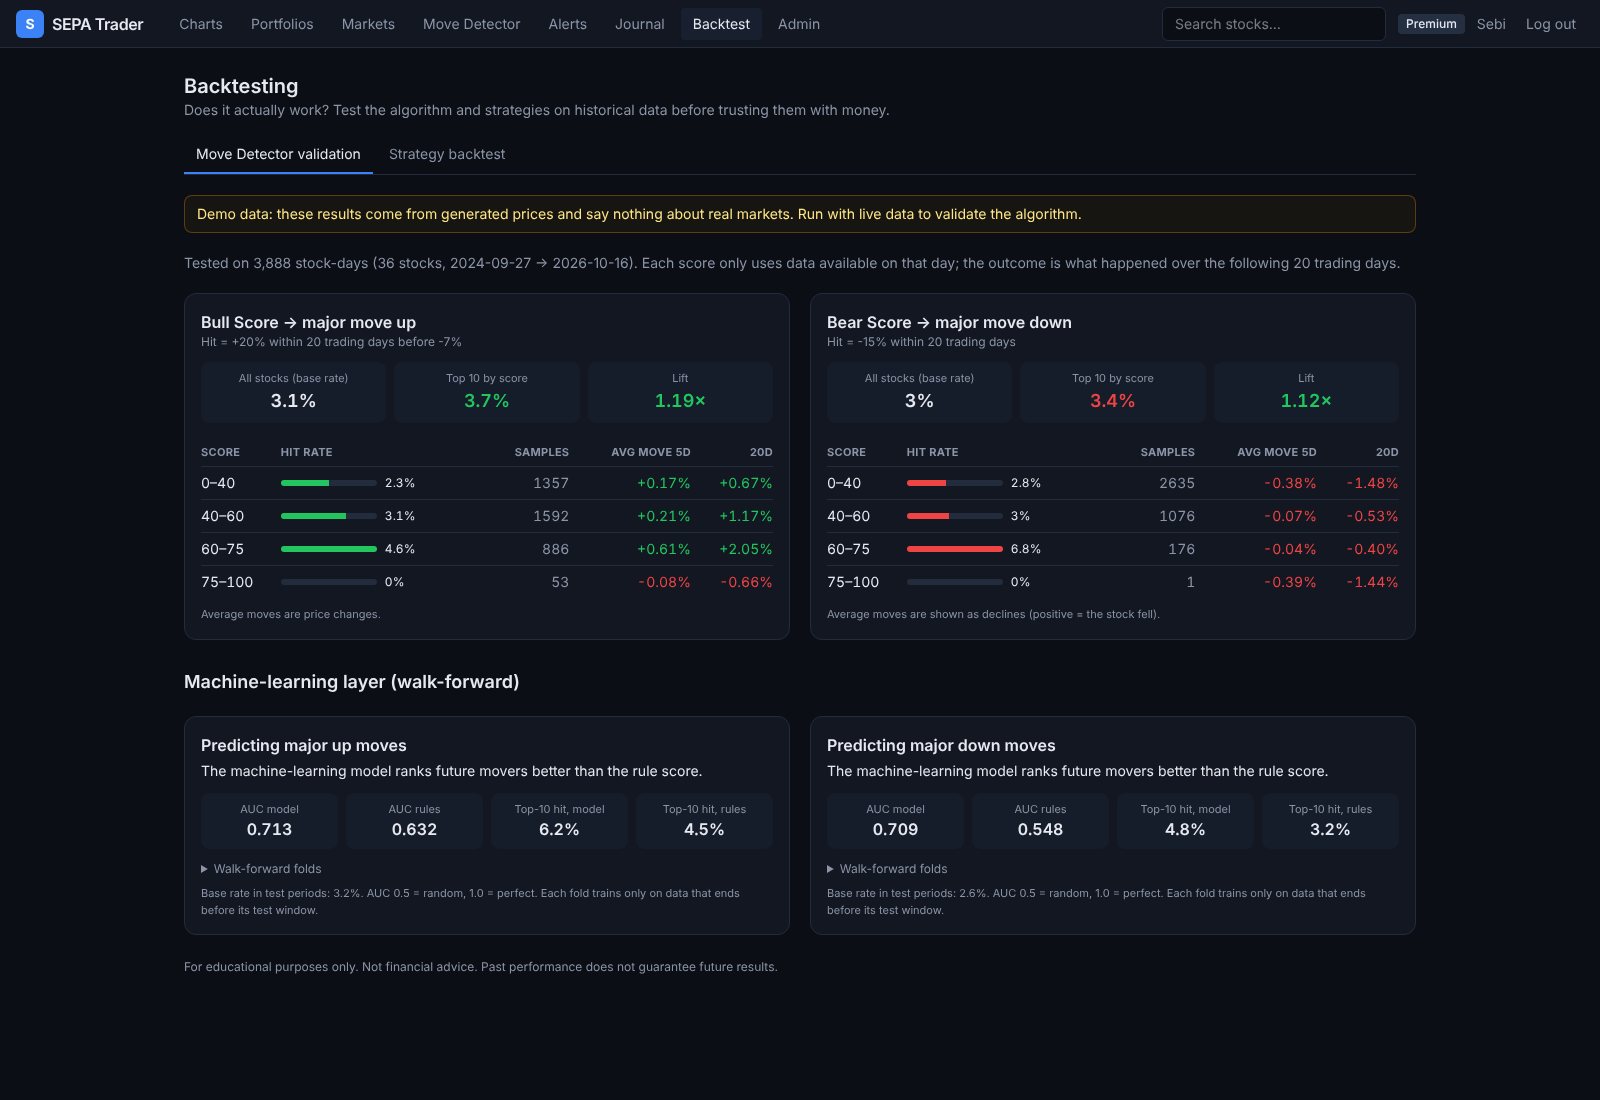 S SEPA Trader Charts Portfolios Markets Move Detector Alerts Journal Backtest Admin Search stocks... Premium Sebi Log out
Backtesting
Does it actually work? Test the algorithm and strategies on historical data before trusting them with money.
Move Detector validation Strategy backtest
Demo data: these results come from generated prices and say nothing about real markets. Run with live data to validate the algorithm.
Tested on 3,888 stock-days (36 stocks, 2024-09-27 → 2026-10-16). Each score only uses data available on that day; the outcome is what happened over the following 20 trading days.
Bull Score → major move up
Hit = +20% within 20 trading days before -7%
All stocks (base rate) Top 10 by score Lift
3.1% 3.7% 1.19×
SCORE HIT RATE SAMPLES AVG MOVE 5D 20D
0–40 2.3% 1357 +0.17% +0.67%
40–60 3.1% 1592 +0.21% +1.17%
60–75 4.6% 886 +0.61% +2.05%
75–100 0% 53 -0.08% -0.66%
Average moves are price changes.
Bear Score → major move down
Hit = -15% within 20 trading days
All stocks (base rate) Top 10 by score Lift
3% 3.4% 1.12×
SCORE HIT RATE SAMPLES AVG MOVE 5D 20D
0–40 2.8% 2635 -0.38% -1.48%
40–60 3% 1076 -0.07% -0.53%
60–75 6.8% 176 -0.04% -0.40%
75–100 0% 1 -0.39% -1.44%
Average moves are shown as declines (positive = the stock fell).
Machine-learning layer (walk-forward)
Predicting major up moves
The machine-learning model ranks future movers better than the rule score.
AUC model AUC rules Top-10 hit, model Top-10 hit, rules
0.713 0.632 6.2% 4.5%
Walk-forward folds
Base rate in test periods: 3.2%. AUC 0.5 = random, 1.0 = perfect. Each fold trains only on data that ends
before its test window.
Predicting major down moves
The machine-learning model ranks future movers better than the rule score.
AUC model AUC rules Top-10 hit, model Top-10 hit, rules
0.709 0.548 4.8% 3.2%
Walk-forward folds
Base rate in test periods: 2.6%. AUC 0.5 = random, 1.0 = perfect. Each fold trains only on data that ends
before its test window.
For educational purposes only. Not financial advice. Past performance does not guarantee future results.